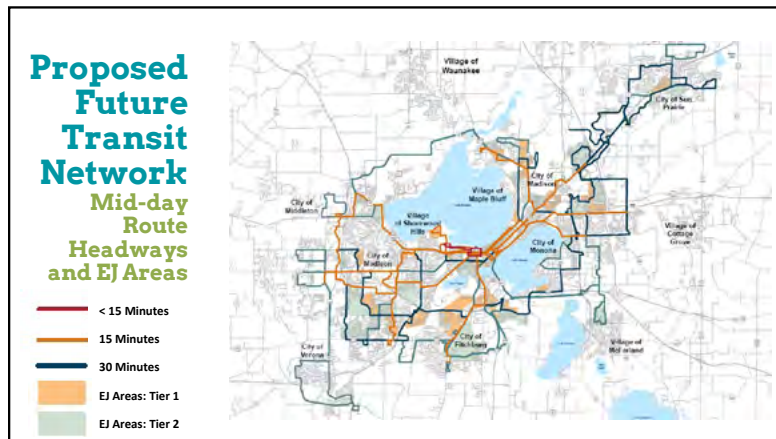 Proposed
Future
Transit
Network
Mid-day
Route
Headways
and EJ Areas
< 15 Minutes
15 Minutes
30 Minutes
EJ Areas: Tier 1
EJ Areas: Tier 2
Village of
Waunakee
City of Sun
Prairie
City of
Madison
Village of
Maple Bluff
City of
Middleton
Village
of Shorewood
Hills
Village of
Cottage
Grove
City of
Monona
City of
Madison
City of
Verona
City of
Fitchburg
Village of
McFarland